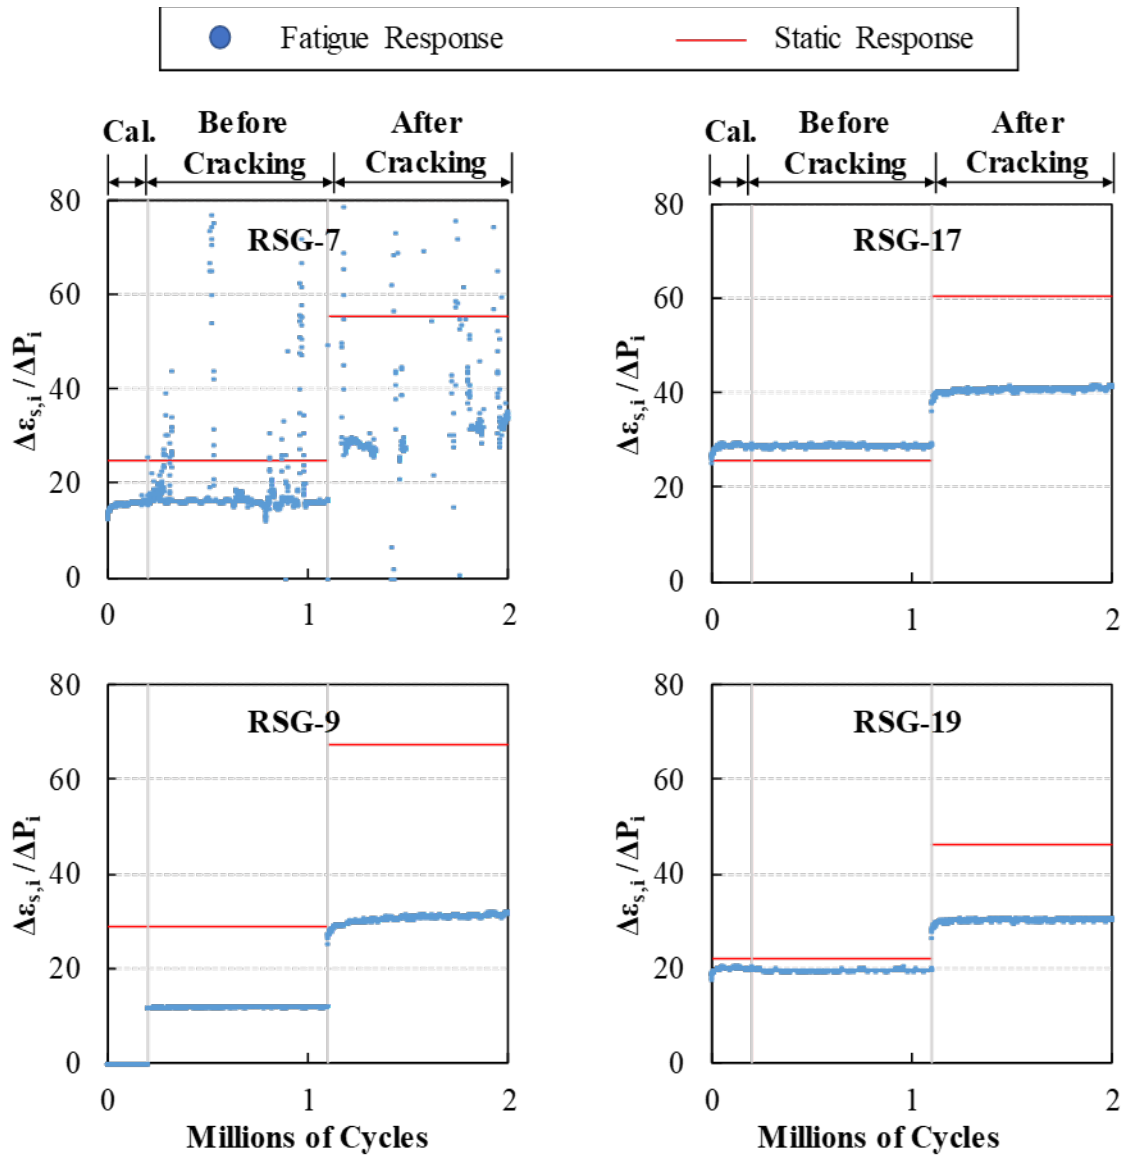 Fatigue Response Static Response
Cal. Before Cracking After Cracking
80
RSG-7
60
40
20
0
0 1 2
Δεs,i /ΔPi
Cal. Before Cracking After Cracking
80
RSG-17
60
40
20
0
0 1 2
Δεs,i /ΔPi
80
RSG-9
60
40
20
0
0 1 2
Δεs,i /ΔPi
Millions of Cycles
80
RSG-19
60
40
20
0
0 1 2
Δεs,i /ΔPi
Millions of Cycles